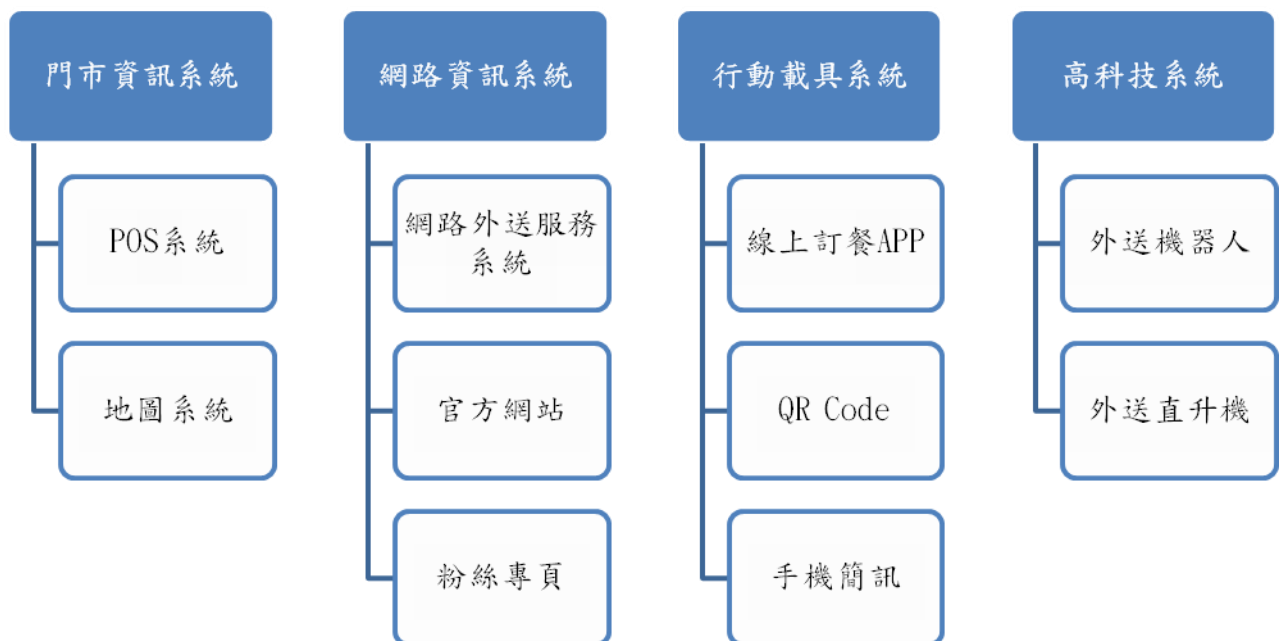 門市資訊系統
POS系統
地圖系統
網路資訊系統
網路外送服務
系統
官方網站
粉絲專頁
行動載具系統
線上訂餐APP
QR Code
手機簡訊
高科技系統
外送機器人
外送直升機